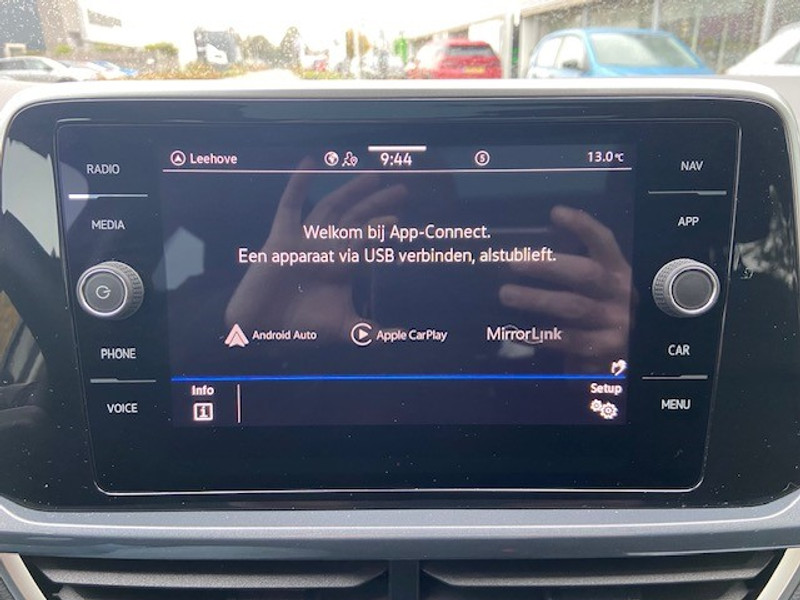 RADIO
MEDIA
PHONE
VOICE
Leehove
9:44
5
13.0°C
Welkom bij App-Connect.
Een apparaat via USB verbinden, alstublieft.
Android Auto
Apple CarPlay
MirrorLink
Info
Setup
NAV
APP
CAR
MENU